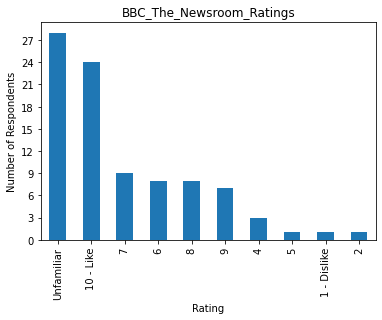 BBC_The_Newsroom_Ratings
Number of Respondents
27
24
21
18
15
12
9
6
3
0
Unfamiliar
10 - Like
7
6
8
9
4
5
1 - Dislike
2
Rating